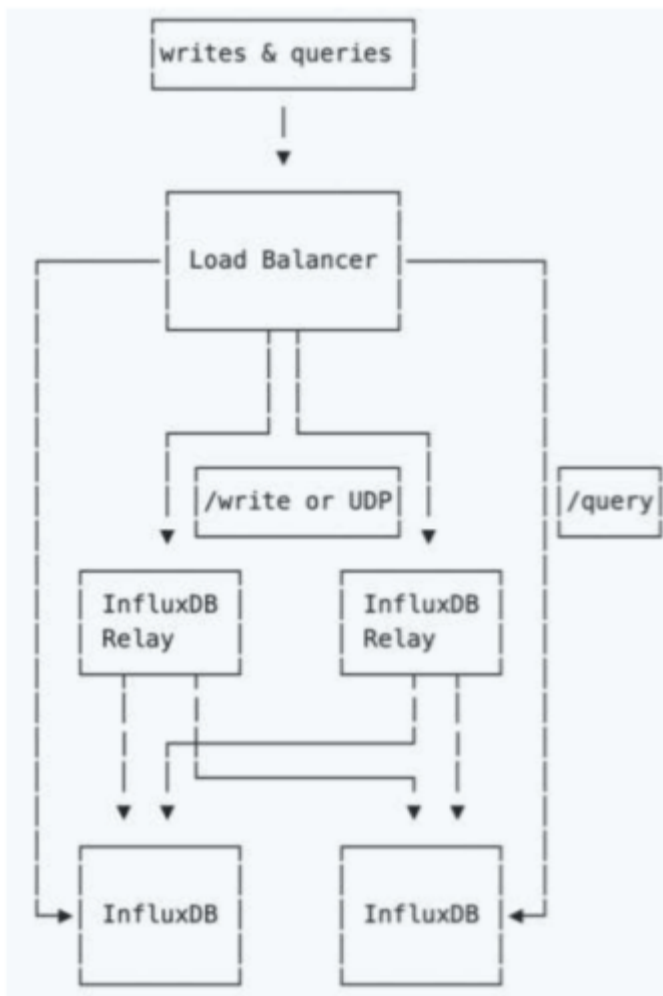 writes & queries
Load Balancer
/write or UDP
/query
InfluxDB
Relay
InfluxDB
Relay
InfluxDB
InfluxDB